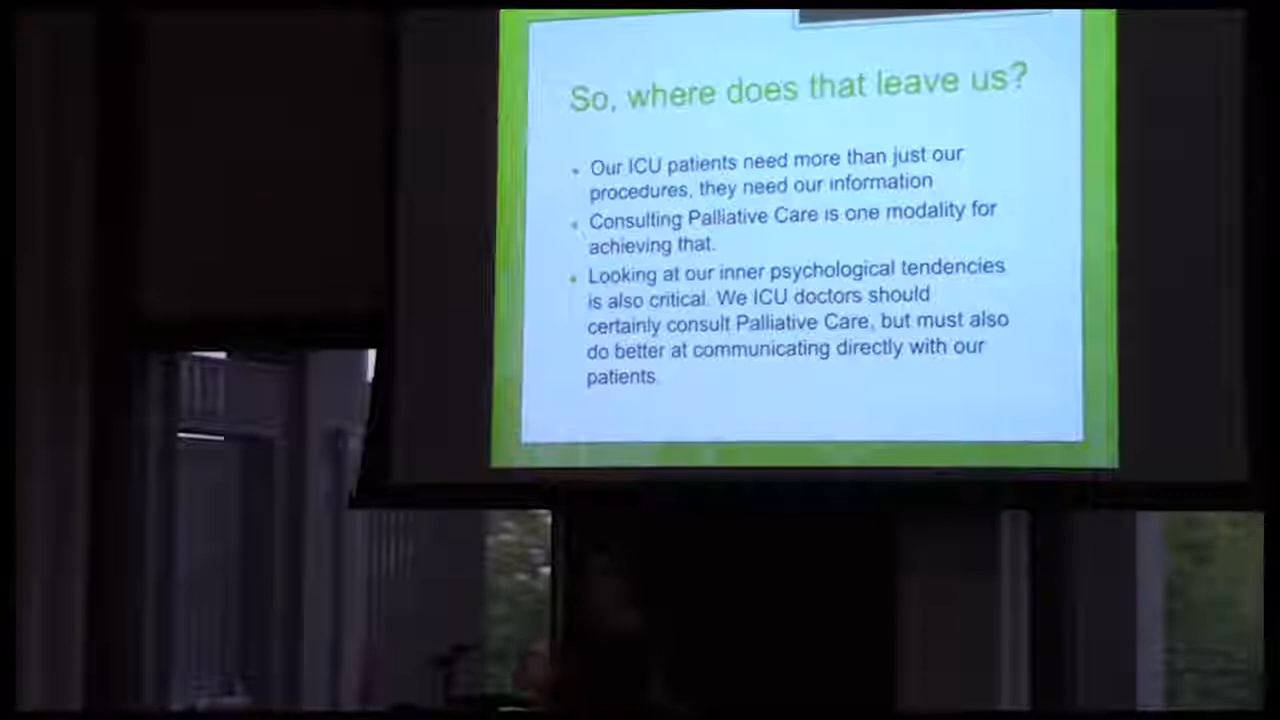 So, where does that leave us?
• Our ICU patients need more than just our
procedures, they need our information
• Consulting Palliative Care is one modality for
achieving that.
• Looking at our inner psychological tendencies
is also critical. We ICU doctors should
certainly consult Palliative Care, but must also
do better at communicating directly with our
patients.